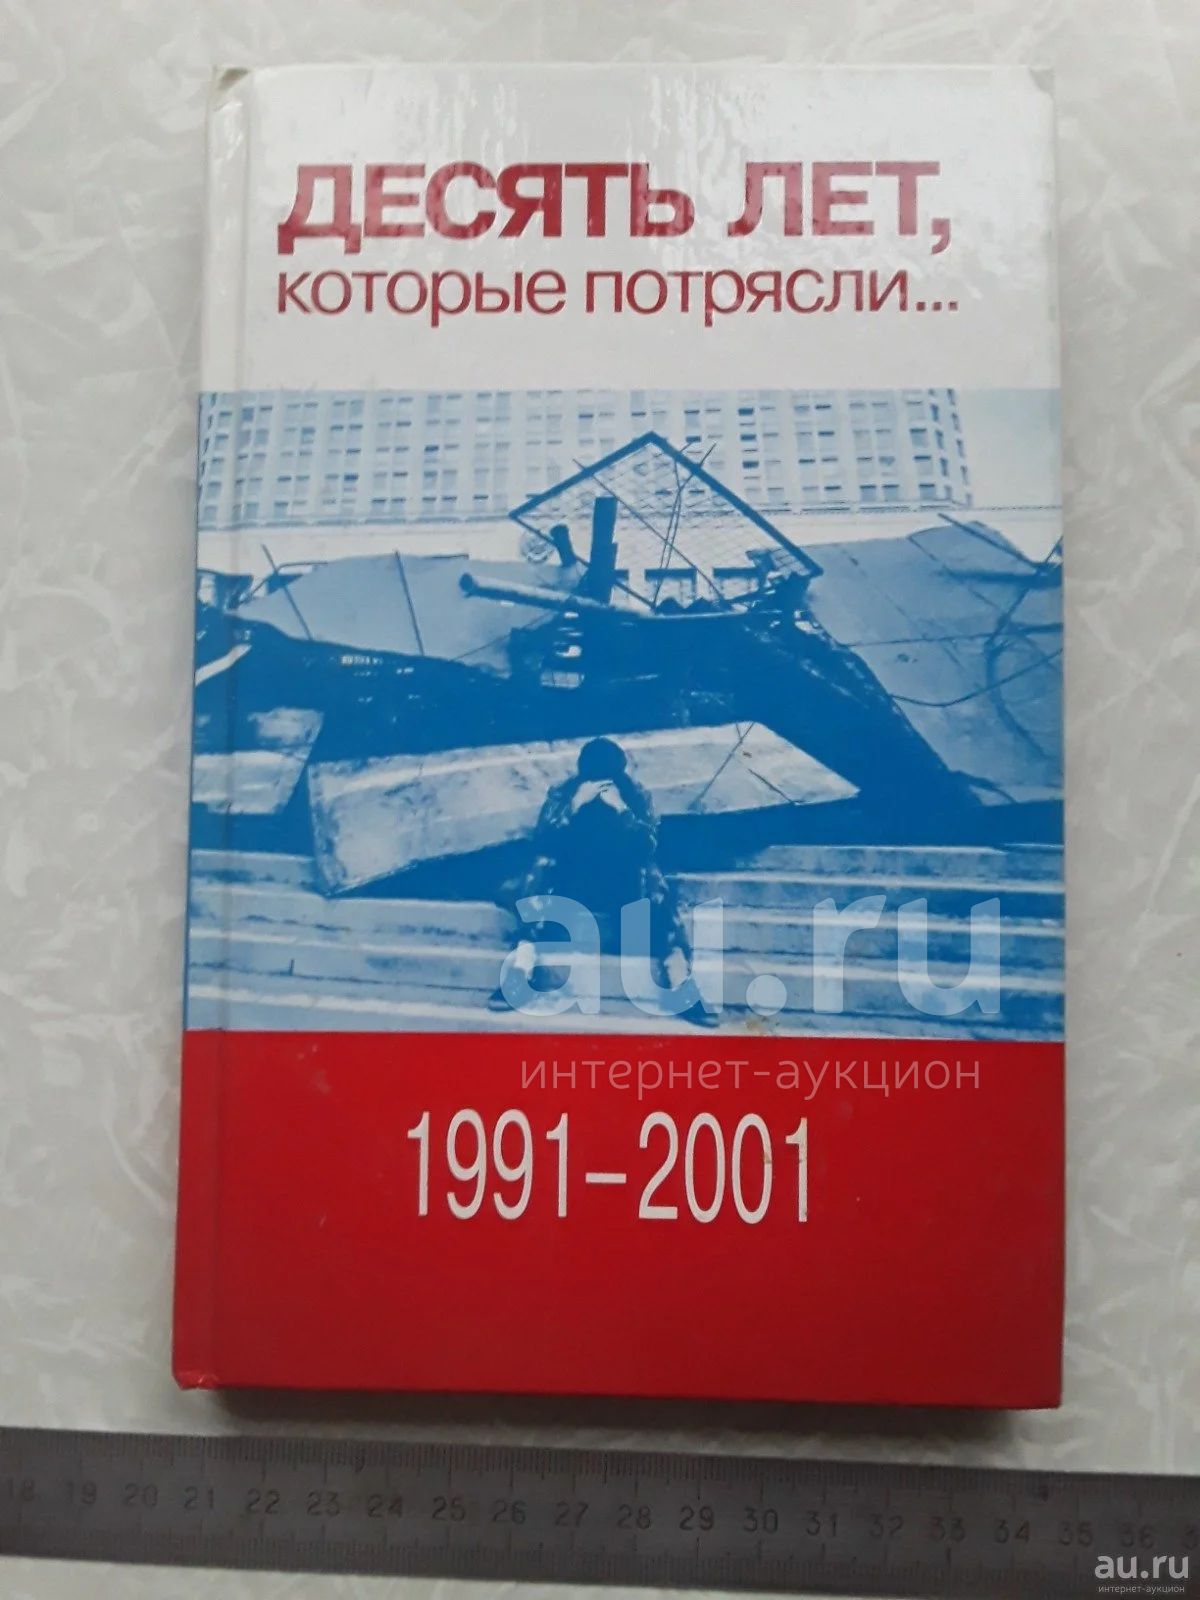 ДЕСЯТЬ ЛЕТ,
которые потрясли...
au.ru
интернет-аукцион
1991–2001
18 19 20 21 22 23 24 25 26 27 28 29 30 31 32 33 34 35 36
au.ru
интернет-аукцион